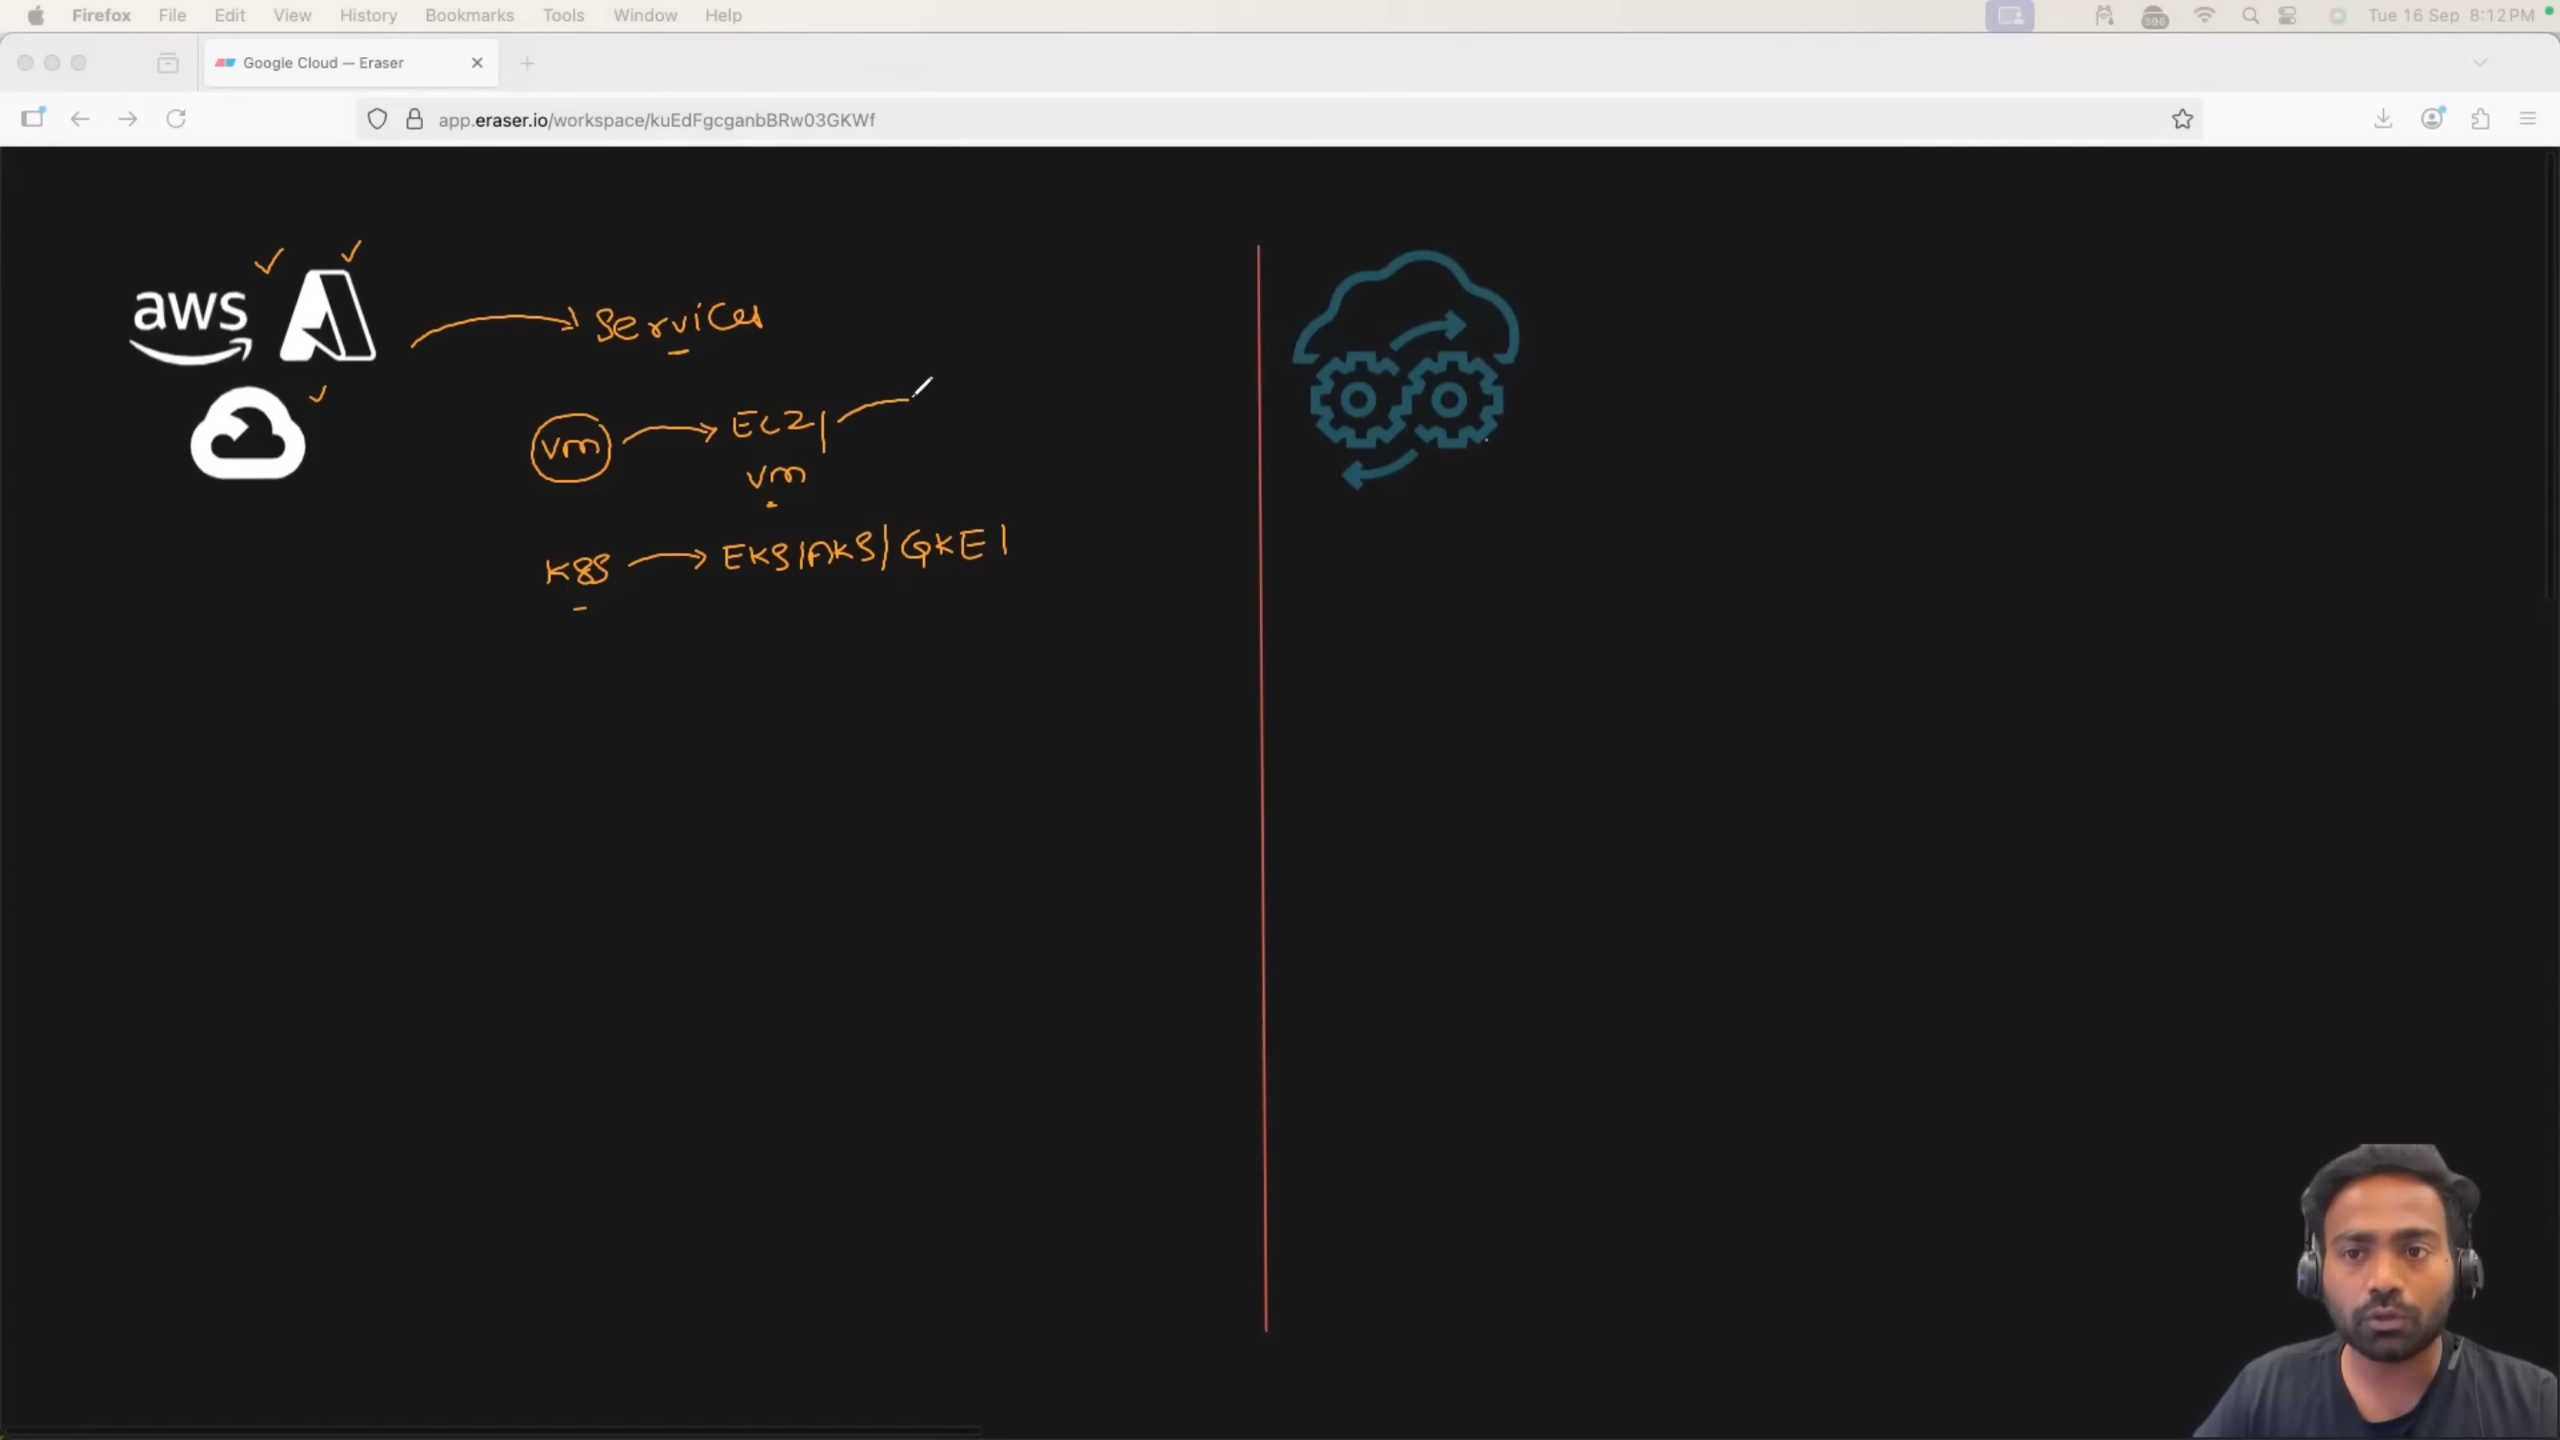 Firefox File Edit View History Bookmarks Tools Window Help Tue 16 Sep 8:12 PM
Google Cloud — Eraser
app.eraser.io/workspace/kuEdFgcganbBRw03GKWf
aws
Services
vm EC2|
vm
K8S EKS|AKS|GKE|